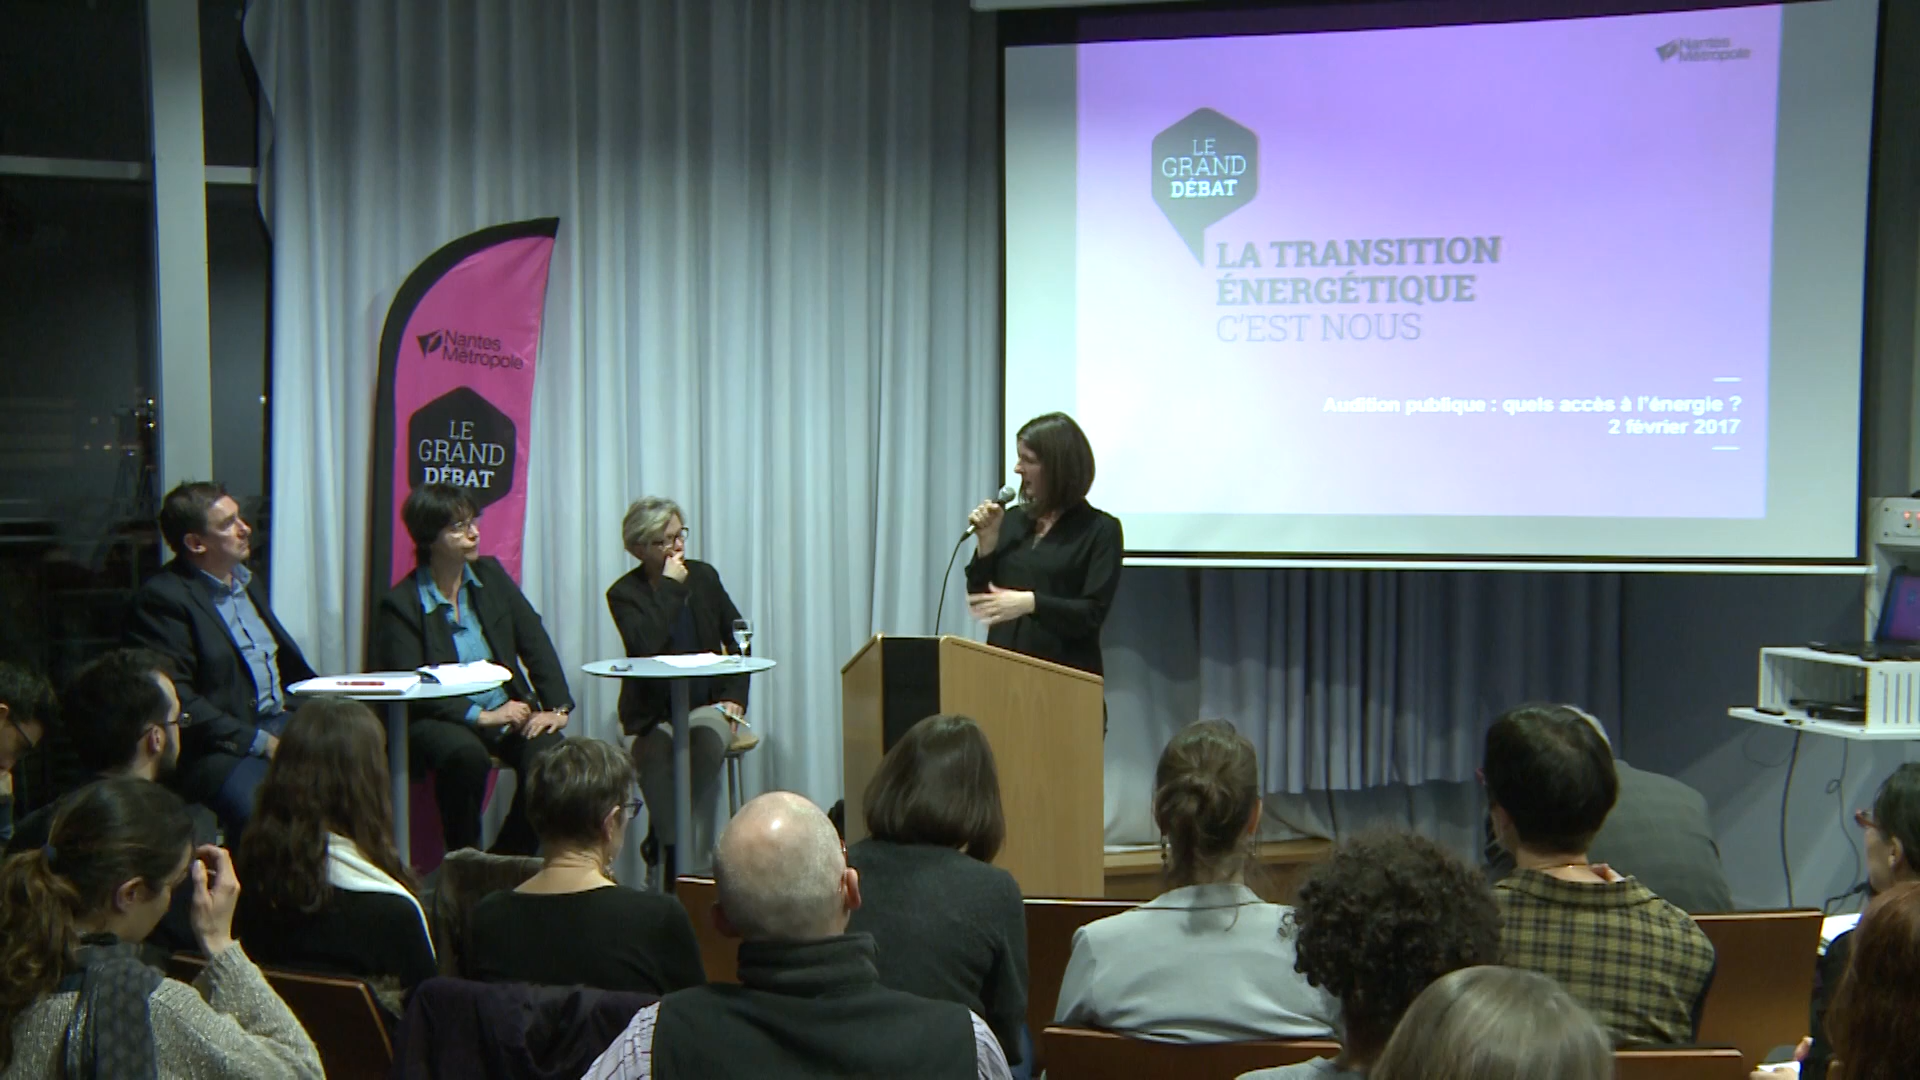 Nantes
Métropole
LE
GRAND
DÉBAT
LA TRANSITION
ÉNERGÉTIQUE
C'EST NOUS
Audition publique : quels accès à l'énergie ?
2 février 2017
Nantes
Métropole
LE
GRAND
DÉBAT